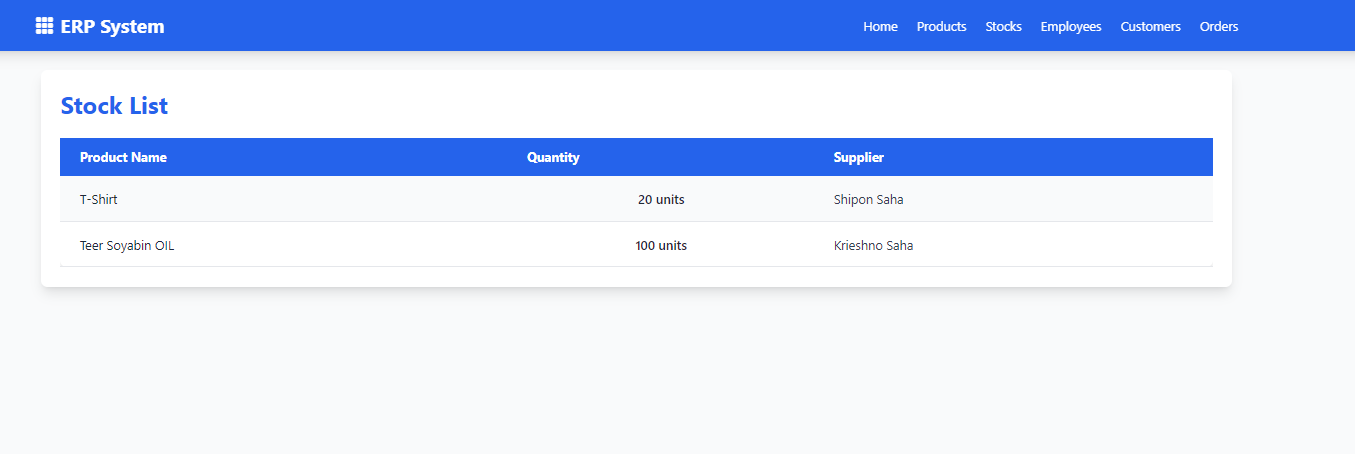 ERP System Home Products Stocks Employees Customers Orders
Stock List
Product Name Quantity Supplier
T-Shirt 20 units Shipon Saha
Teer Soyabin OIL 100 units Krieshno Saha